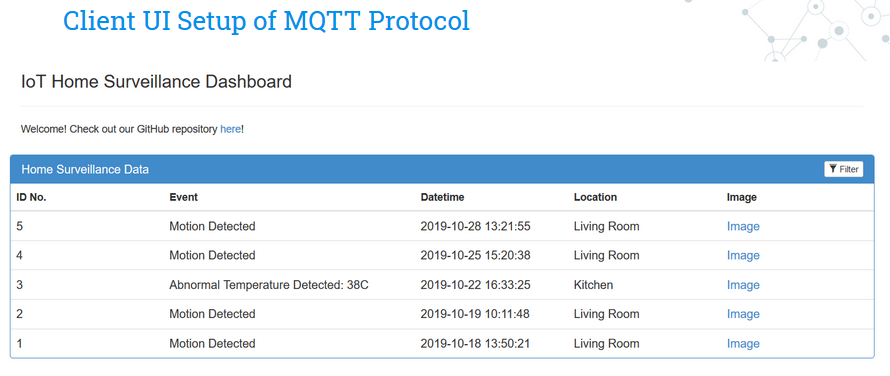 Client UI Setup of MQTT Protocol
IoT Home Surveillance Dashboard
Welcome! Check out our GitHub repository here!
Home Surveillance Data Filter
ID No. Event Datetime Location Image
5 Motion Detected 2019-10-28 13:21:55 Living Room Image
4 Motion Detected 2019-10-25 15:20:38 Living Room Image
3 Abnormal Temperature Detected: 38C 2019-10-22 16:33:25 Kitchen Image
2 Motion Detected 2019-10-19 10:11:48 Living Room Image
1 Motion Detected 2019-10-18 13:50:21 Living Room Image